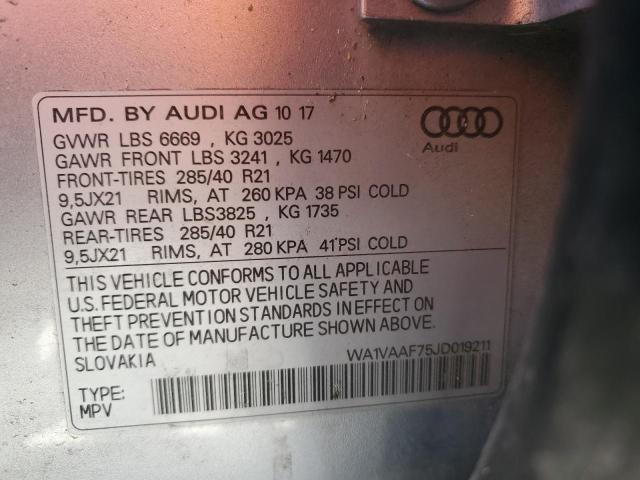 MFD. BY AUDI AG 10 17
GVWR LBS 6669 , KG 3025
GAWR FRONT LBS 3241 , KG 1470
FRONT-TIRES 285/40 R21
9,5JX21 RIMS, AT 260 KPA 38 PSI COLD
GAWR REAR LBS3825 , KG 1735
REAR-TIRES 285/40 R21
9,5JX21 RIMS, AT 280 KPA 41 PSI COLD
Audi
THIS VEHICLE CONFORMS TO ALL APPLICABLE
U.S. FEDERAL MOTOR VEHICLE SAFETY AND
THEFT PREVENTION STANDARDS IN EFFECT ON
THE DATE OF MANUFACTURE SHOWN ABOVE.
SLOVAKIA
WA1VAAF75JD019211
TYPE:
MPV